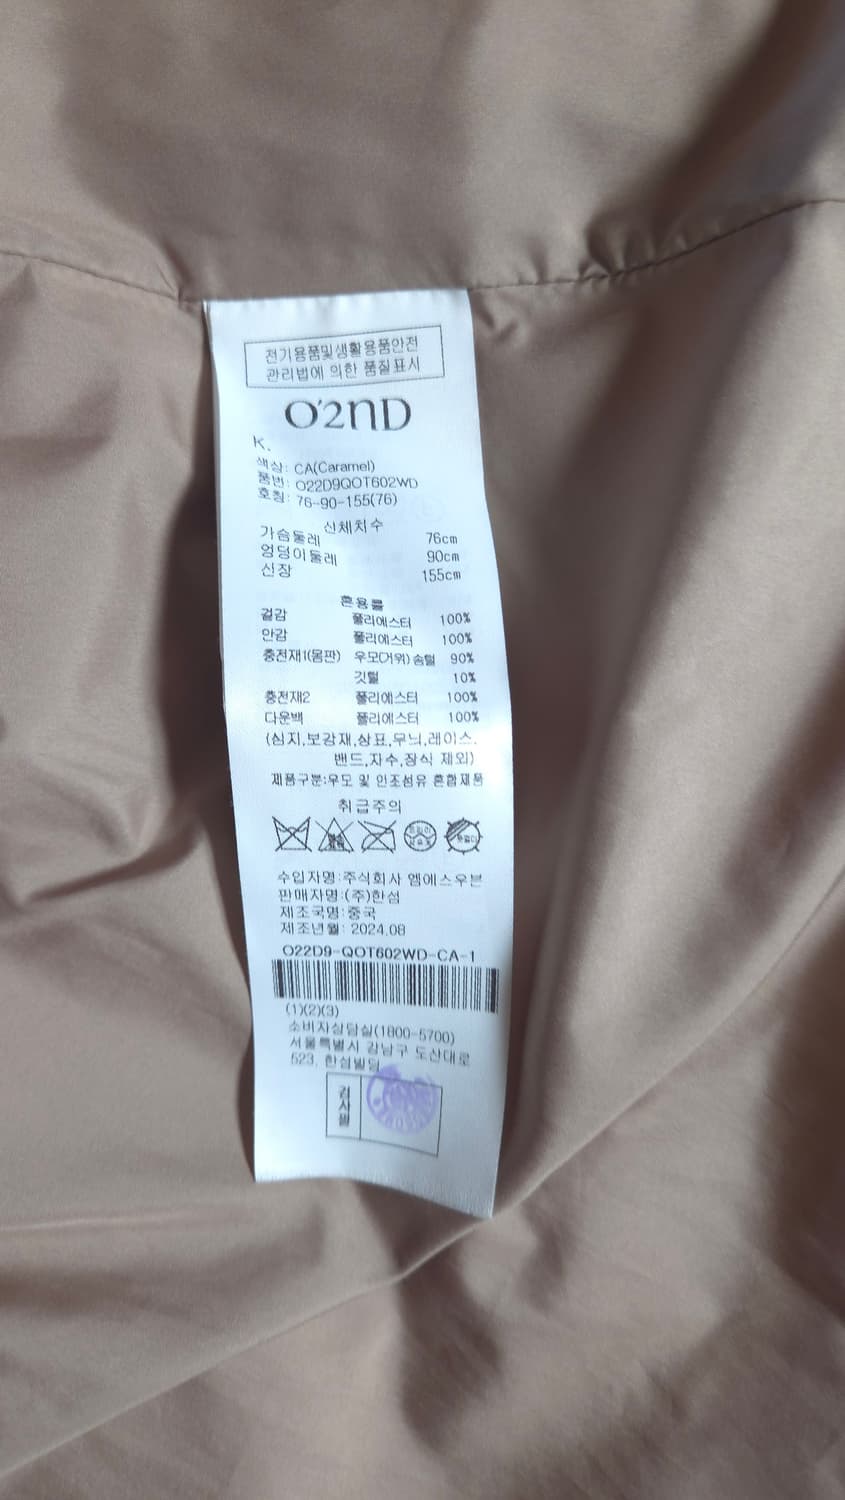 전기용품및생활용품안전
관리법에 의한 품질표시
O'2ND
K.
색상: CA(Caramel)
품번: O22D9QOT602WD
호칭: 76-90-155(76)
신체치수
가슴둘레 76cm
엉덩이둘레 90cm
신장 155cm
혼용률
겉감 폴리에스터 100%
안감 폴리에스터 100%
충전재1(몸판) 우모(거위) 솜털 90%
깃털 10%
충전재2 폴리에스터 100%
다운백 폴리에스터 100%
(심지,보강재,상표,무늬,레이스,
밴드,자수,장식 제외)
제품구분:우모 및 인조섬유 혼합제품
취급주의
수입자명:주식회사 엠에스우븐
판매자명:(주)한섬
제조국명:중국
제조년월: 2024.08
O22D9-QOT602WD-CA-1
(1)(2)(3)
소비자상담실(1800-5700)
서울특별시 강남구 도산대로
523, 한섬빌딩
검사필